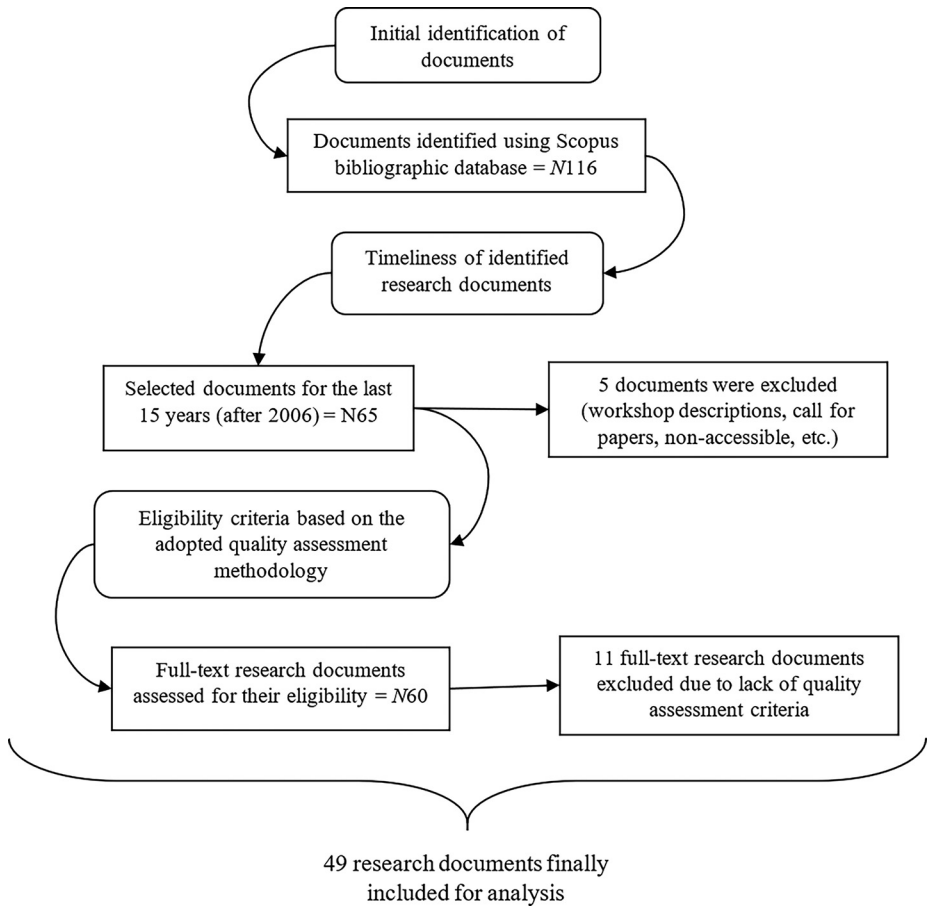 Initial identification of
documents
Documents identified using Scopus
bibliographic database = N116
Timeliness of identified
research documents
Selected documents for the last
15 years (after 2006) = N65
5 documents were excluded
(workshop descriptions, call for
papers, non-accessible, etc.)
Eligibility criteria based on the
adopted quality assessment
methodology
Full-text research documents
assessed for their eligibility = N60
11 full-text research documents
excluded due to lack of quality
assessment criteria
49 research documents finally
included for analysis